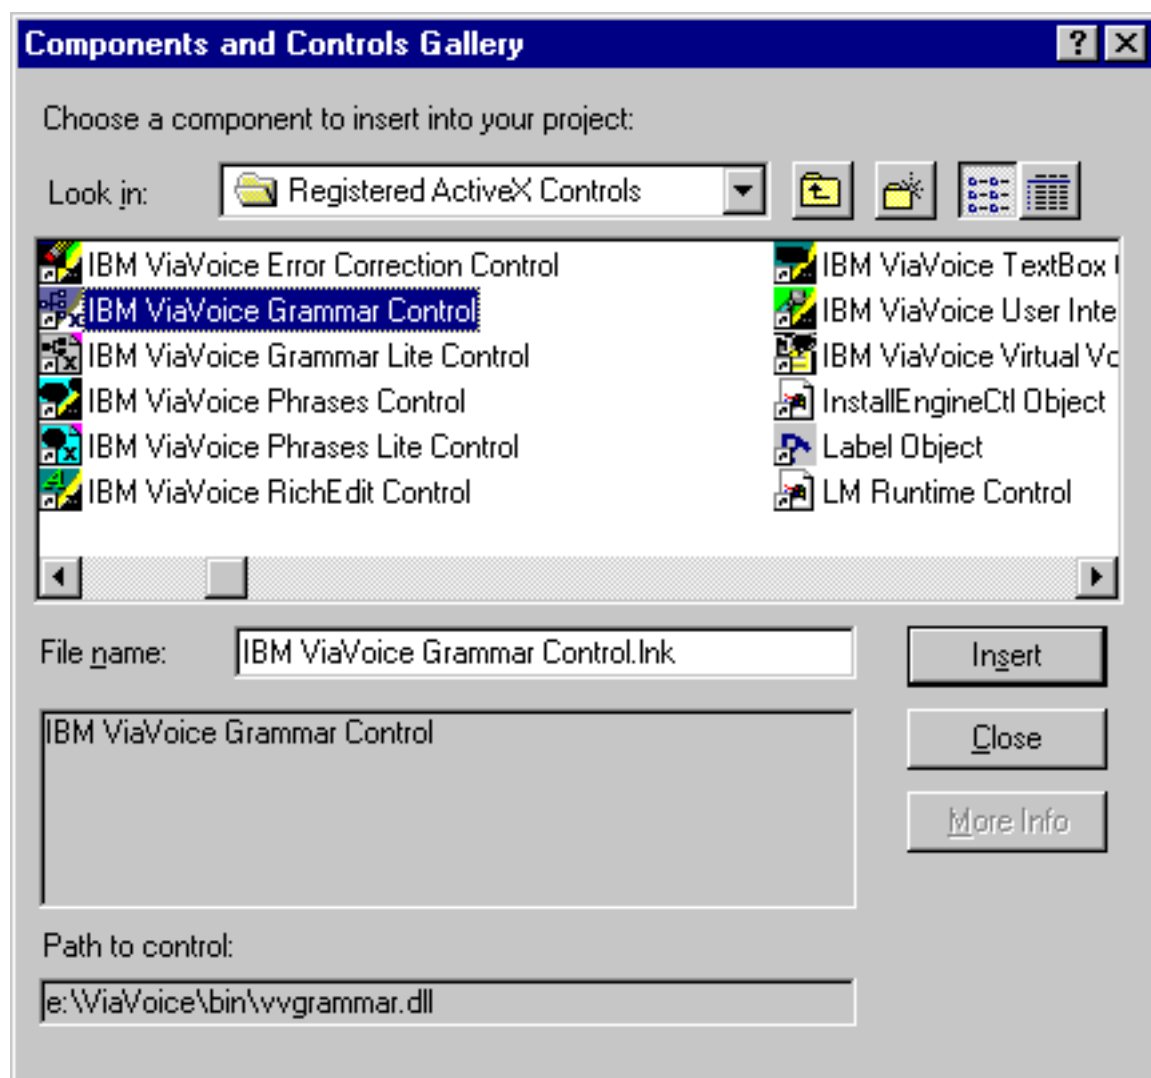 Components and Controls Gallery
Choose a component to insert into your project:
Look in:
Registered ActiveX Controls
IBM ViaVoice Error Correction Control
IBM ViaVoice Grammar Control
IBM ViaVoice Grammar Lite Control
IBM ViaVoice Phrases Control
IBM ViaVoice Phrases Lite Control
IBM ViaVoice RichEdit Control
IBM ViaVoice TextBox
IBM ViaVoice User Inte
IBM ViaVoice Virtual Vo
InstallEngineCtl Object
Label Object
LM Runtime Control
File name:
IBM ViaVoice Grammar Control.lnk
Insert
IBM ViaVoice Grammar Control
Close
More Info
Path to control:
e:\ViaVoice\bin\vvgrammar.dll